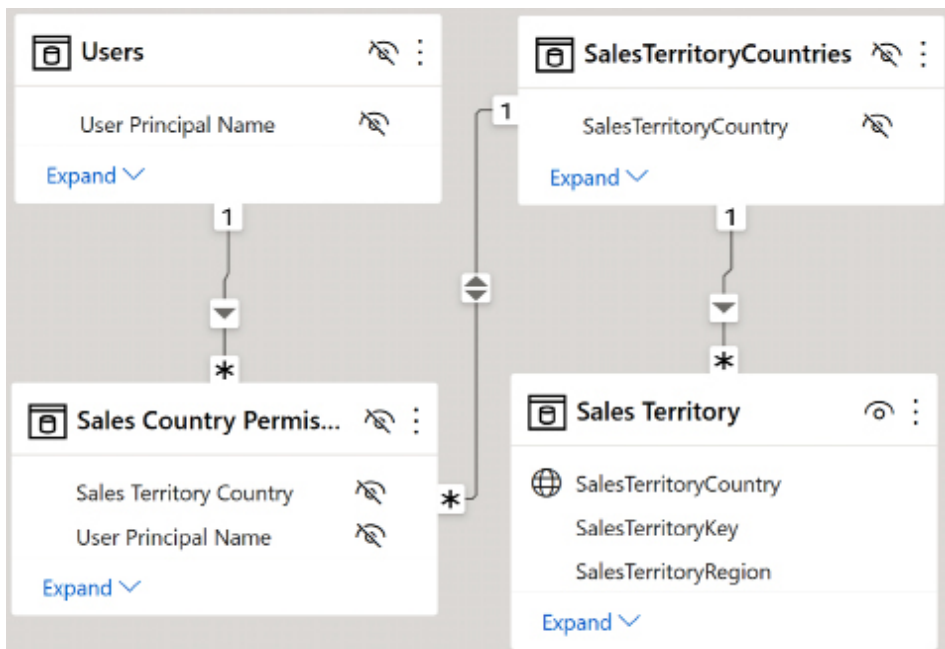 Users
User Principal Name
Expand
1
*
SalesTerritoryCountries
SalesTerritoryCountry
Expand
1
1
*
Sales Country Permis...
Sales Territory Country
User Principal Name
Expand
*
Sales Territory
SalesTerritoryCountry
SalesTerritoryKey
SalesTerritoryRegion
Expand